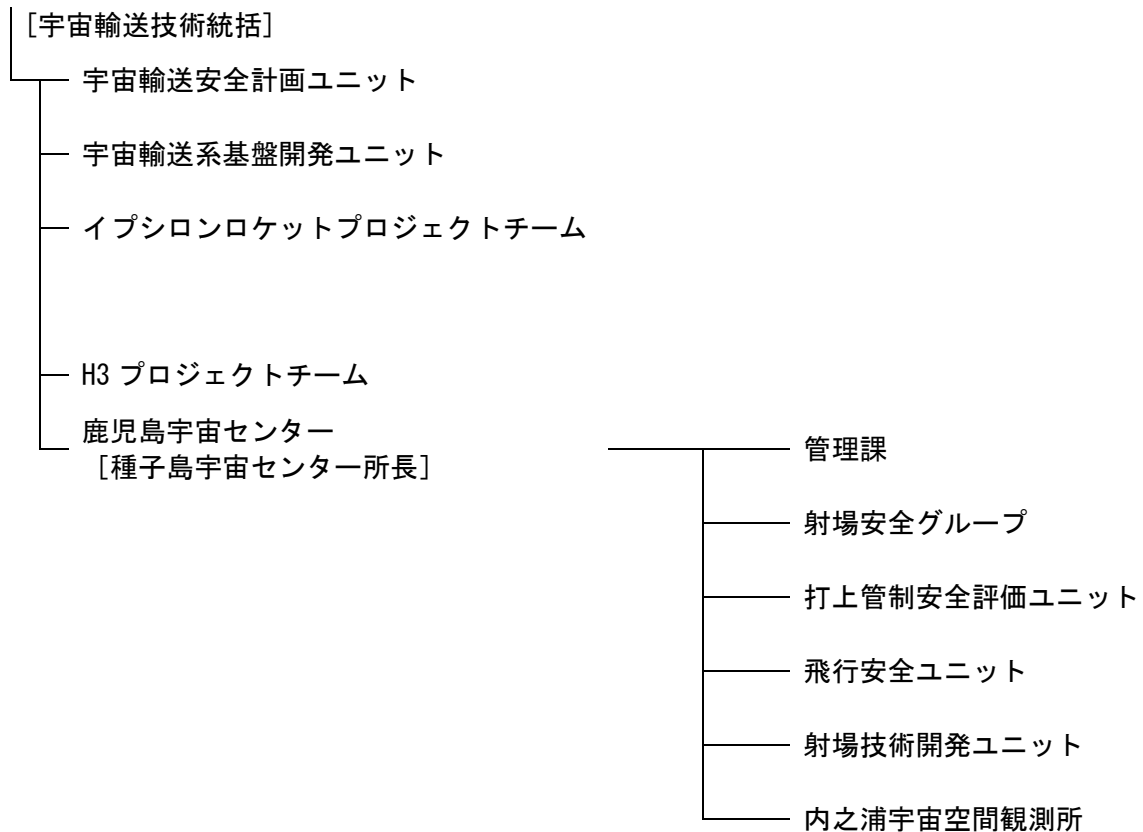 [宇宙輸送技術統括]
宇宙輸送安全計画ユニット
宇宙輸送系基盤開発ユニット
イプシロンロケットプロジェクトチーム
H3 プロジェクトチーム
鹿児島宇宙センター
[種子島宇宙センター所長]
管理課
射場安全グループ
打上管制安全評価ユニット
飛行安全ユニット
射場技術開発ユニット
内之浦宇宙空間観測所